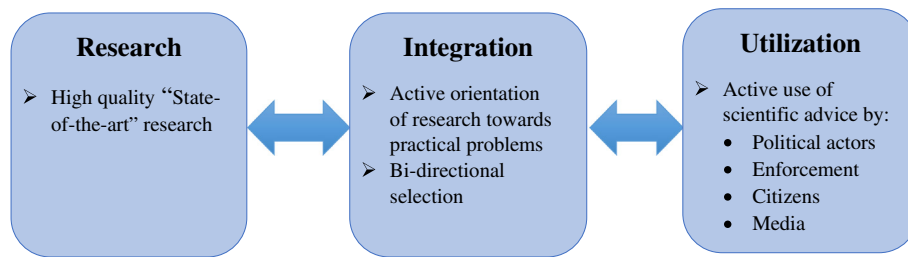 Research
➢ High quality “State-
of-the-art” research
Integration
➢ Active orientation
of research towards
practical problems
➢ Bi-directional
selection
Utilization
➢ Active use of
scientific advice by:
• Political actors
• Enforcement
• Citizens
• Media